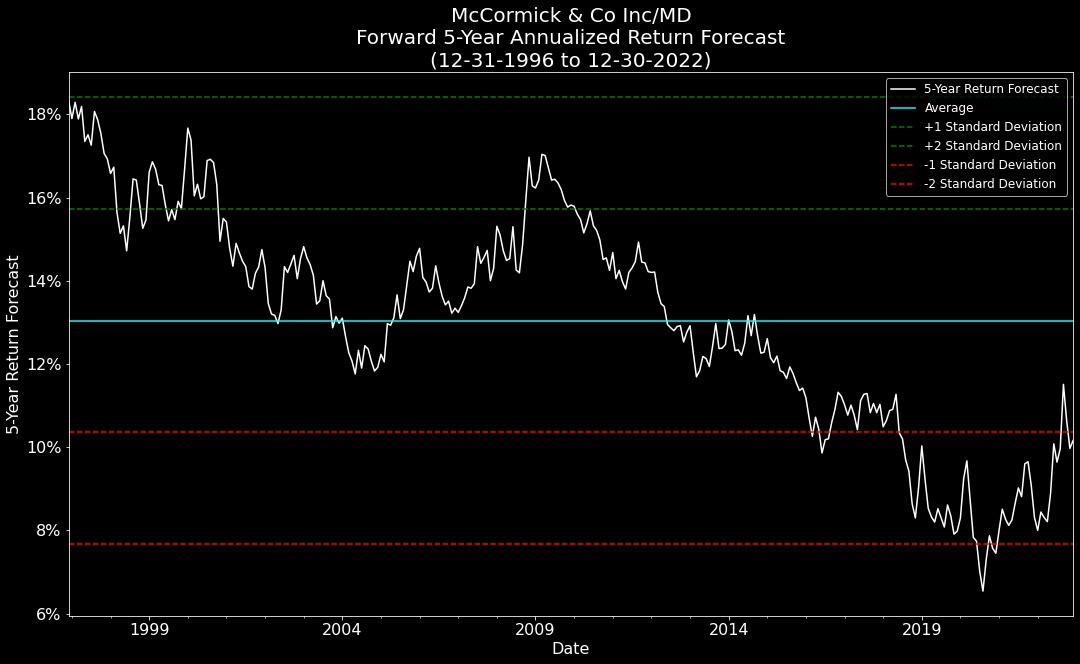 McCormick & Co Inc/MD
Forward 5-Year Annualized Return Forecast
(12-31-1996 to 12-30-2022)
5-Year Return Forecast
Average
+1 Standard Deviation
+2 Standard Deviation
-1 Standard Deviation
-2 Standard Deviation
18%
16%
14%
12%
10%
8%
6%
5-Year Return Forecast
1999
2004
2009
2014
2019
Date